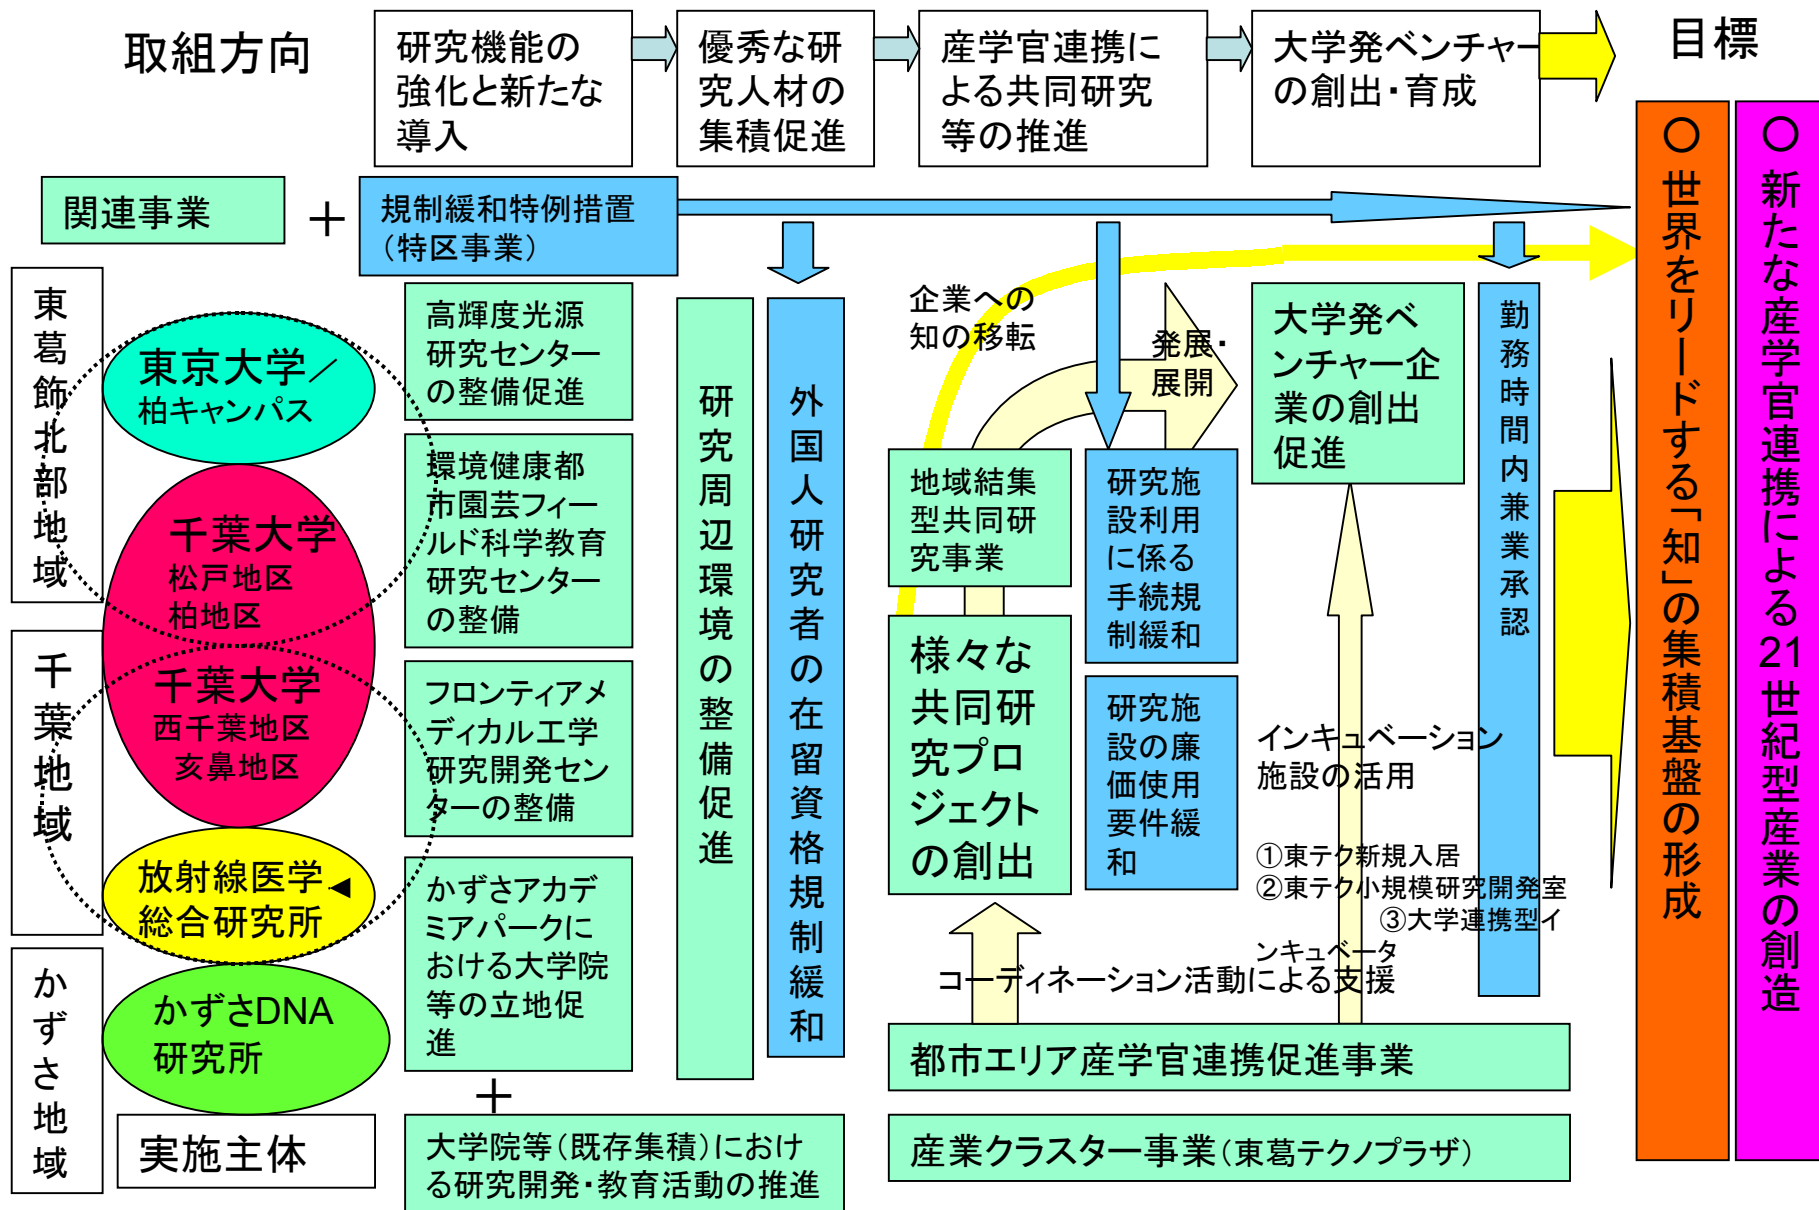 取組方向
研究機能の
強化と新たな
導入
優秀な研
究人材の
集積促進
産学官連携に
よる共同研究
等の推進
大学発ベンチャー
の創出・育成
目標
関連事業
＋
規制緩和特例措置
（特区事業）
東葛飾北部地域
千葉地域
かずさ地域
東京大学／
柏キャンパス
千葉大学
松戸地区
柏地区
千葉大学
西千葉地区
亥鼻地区
放射線医学
総合研究所
かずさDNA
研究所
実施主体
高輝度光源
研究センター
の整備促進
環境健康都
市園芸フィー
ルド科学教育
研究センター
の整備
フロンティアメ
ディカル工学
研究開発セン
ターの整備
かずさアカデ
ミアパークに
おける大学院
等の立地促
進
＋
大学院等（既存集積）におけ
る研究開発・教育活動の推進
研究周辺環境の整備促進
外国人研究者の在留資格規制緩和
企業への
知の移転
発展・
展開
地域結集
型共同研
究事業
様々な
共同研
究プロ
ジェクト
の創出
研究施
設利用
に係る
手続規
制緩和
研究施
設の廉
価使用
要件緩
和
大学発ベ
ンチャー企
業の創出
促進
勤務時間内兼業承認
インキュベーション
施設の活用
①東テク新規入居
②東テク小規模研究開発室
③大学連携型イ
ンキュベータ
コーディネーション活動による支援
都市エリア産学官連携促進事業
産業クラスター事業（東葛テクノプラザ）
○世界をリードする「知」の集積基盤の形成
○新たな産学官連携による21世紀型産業の創造